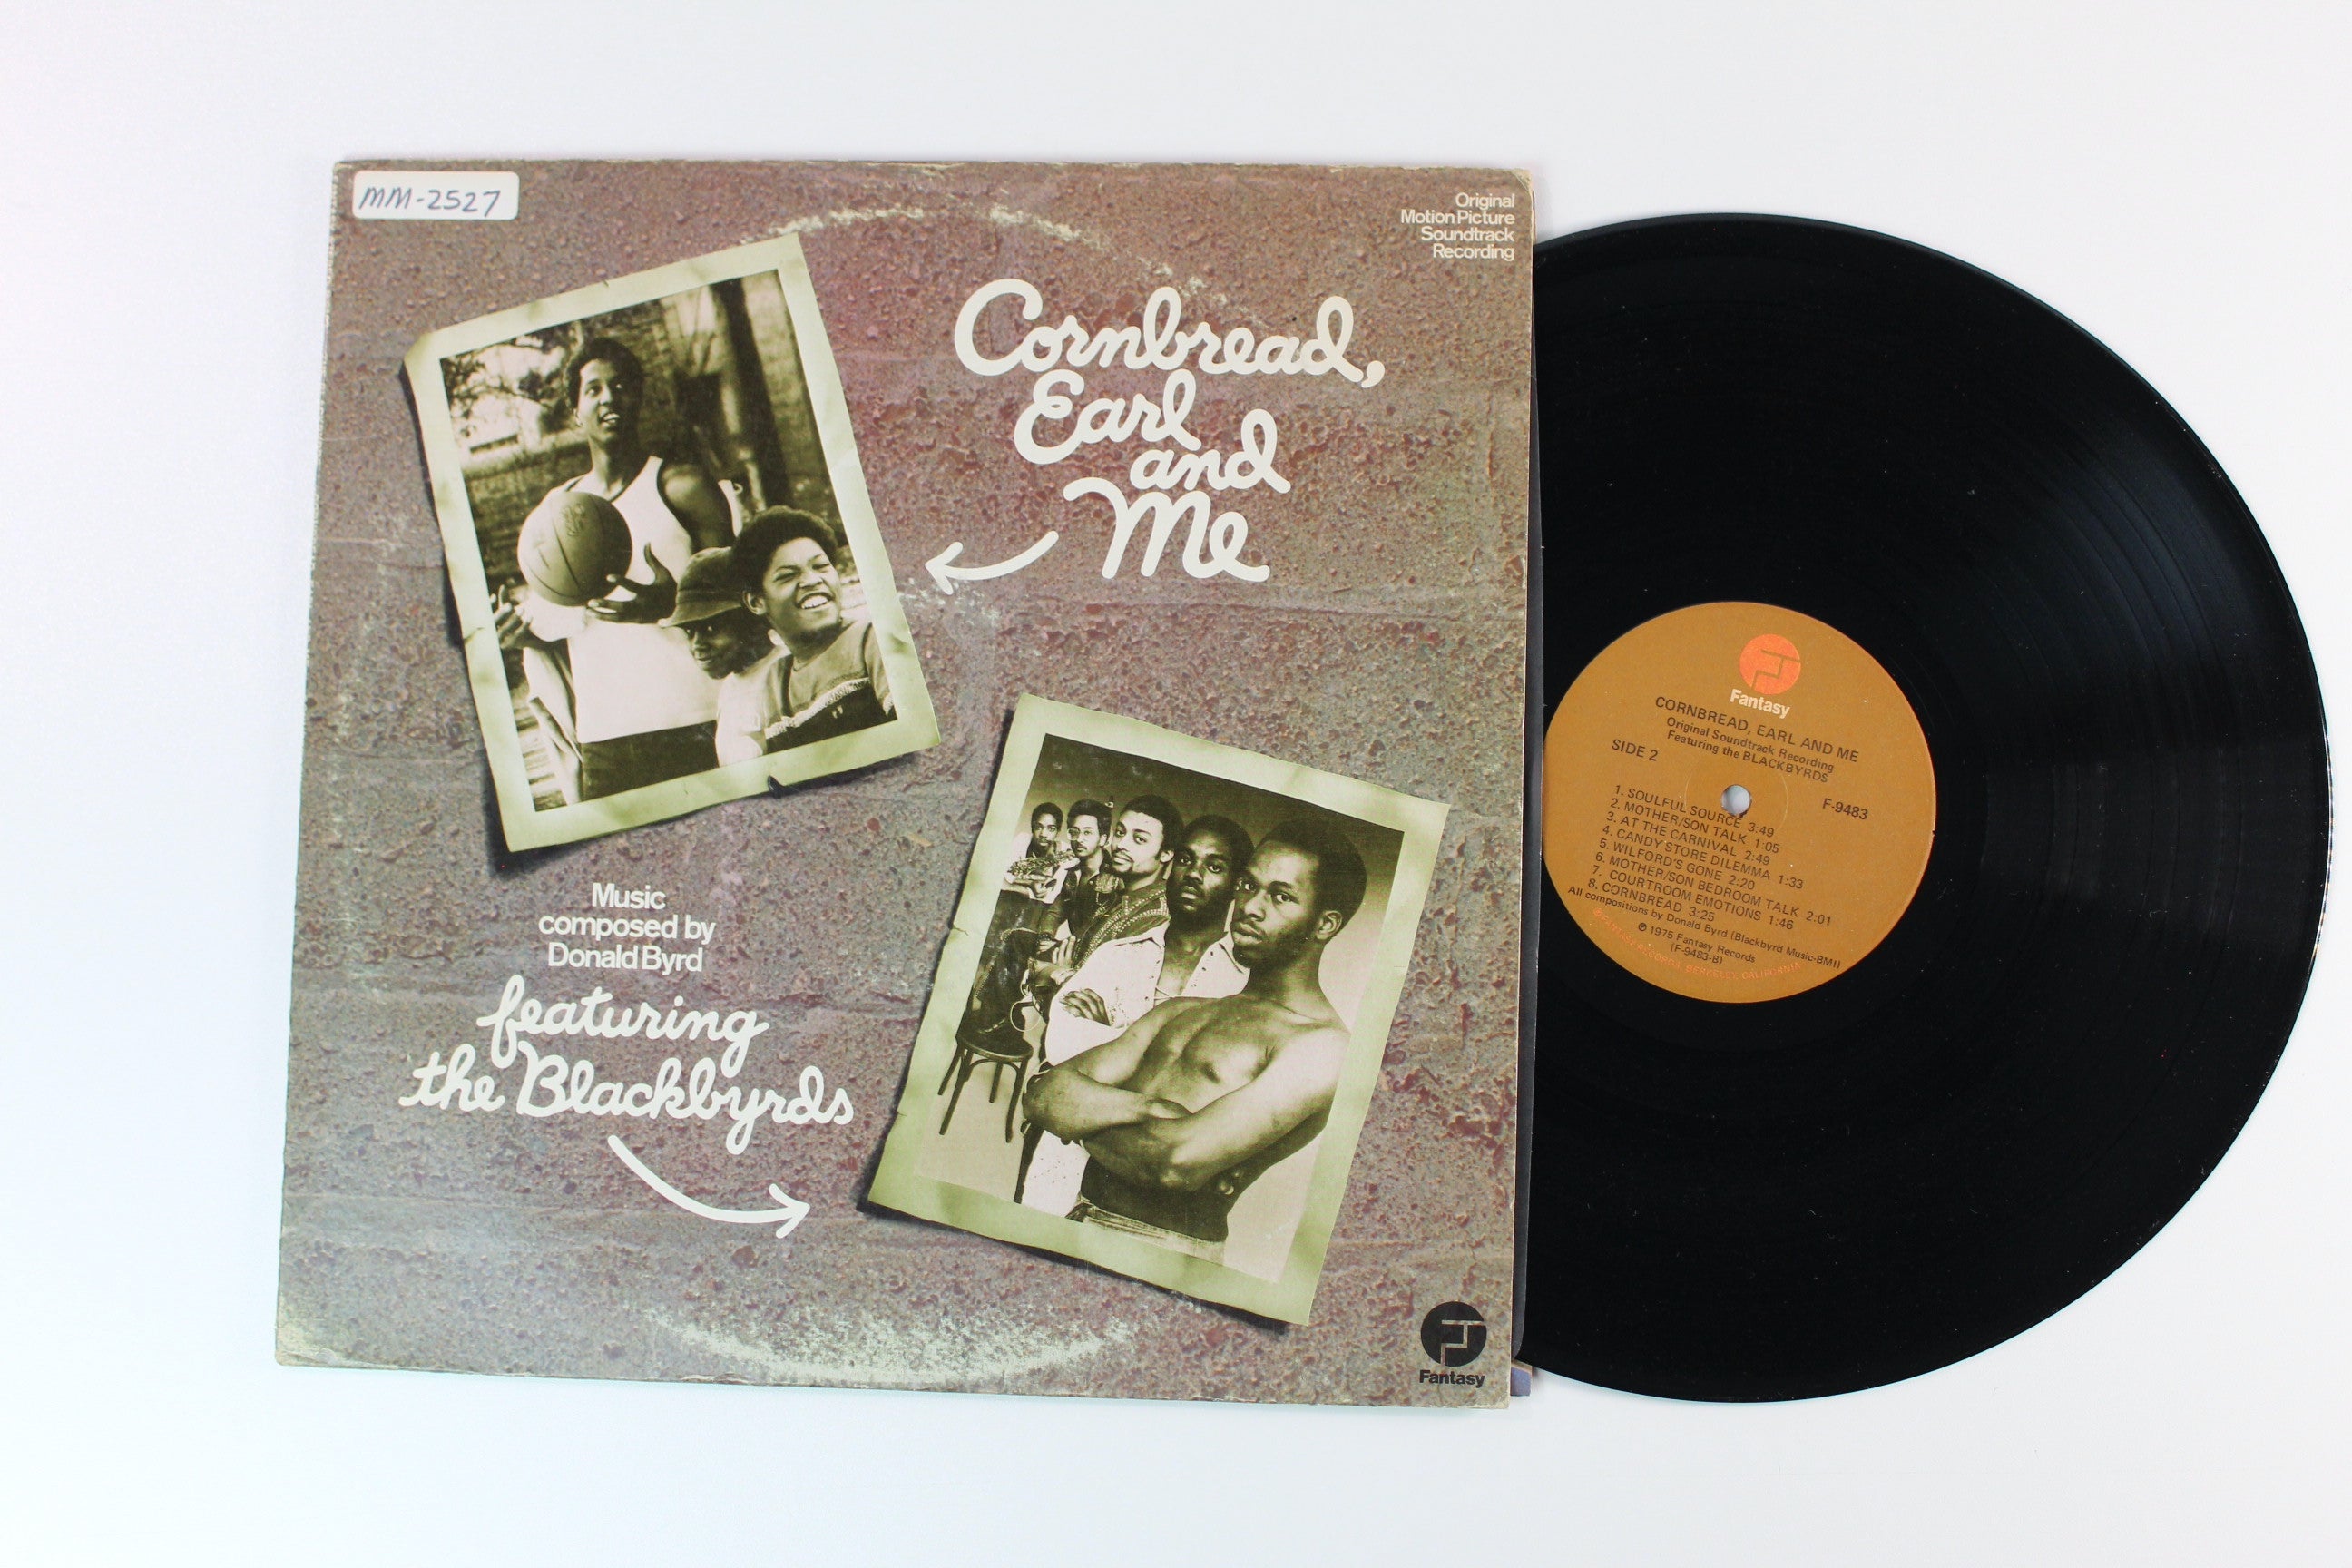 MM-2527
Original
Motion Picture
Soundtrack
Recording
Cornbread,
Earl
and
Me
Music
composed by
Donald Byrd
featuring
the Blackbyrds
Fantasy
Fantasy
CORNBREAD, EARL AND ME
Original Soundtrack Recording
Featuring the BLACKBYRDS
SIDE 2
F-9483
1. SOULFUL SOURCE 3:49
2. MOTHER/SON TALK 1:05
3. AT THE CARNIVAL 2:49
4. CANDY STORE DILEMMA 1:33
5. WILFORD'S GONE 2:20
6. MOTHER/SON BEDROOM TALK 2:01
7. COURTROOM EMOTIONS 1:46
8. CORNBREAD 3:25
All compositions by Donald Byrd (Blackbyrd Music-BMI)
℗ 1975 Fantasy Records
(F-9483-B)
FANTASY RECORDS, BERKELEY, CALIFORNIA